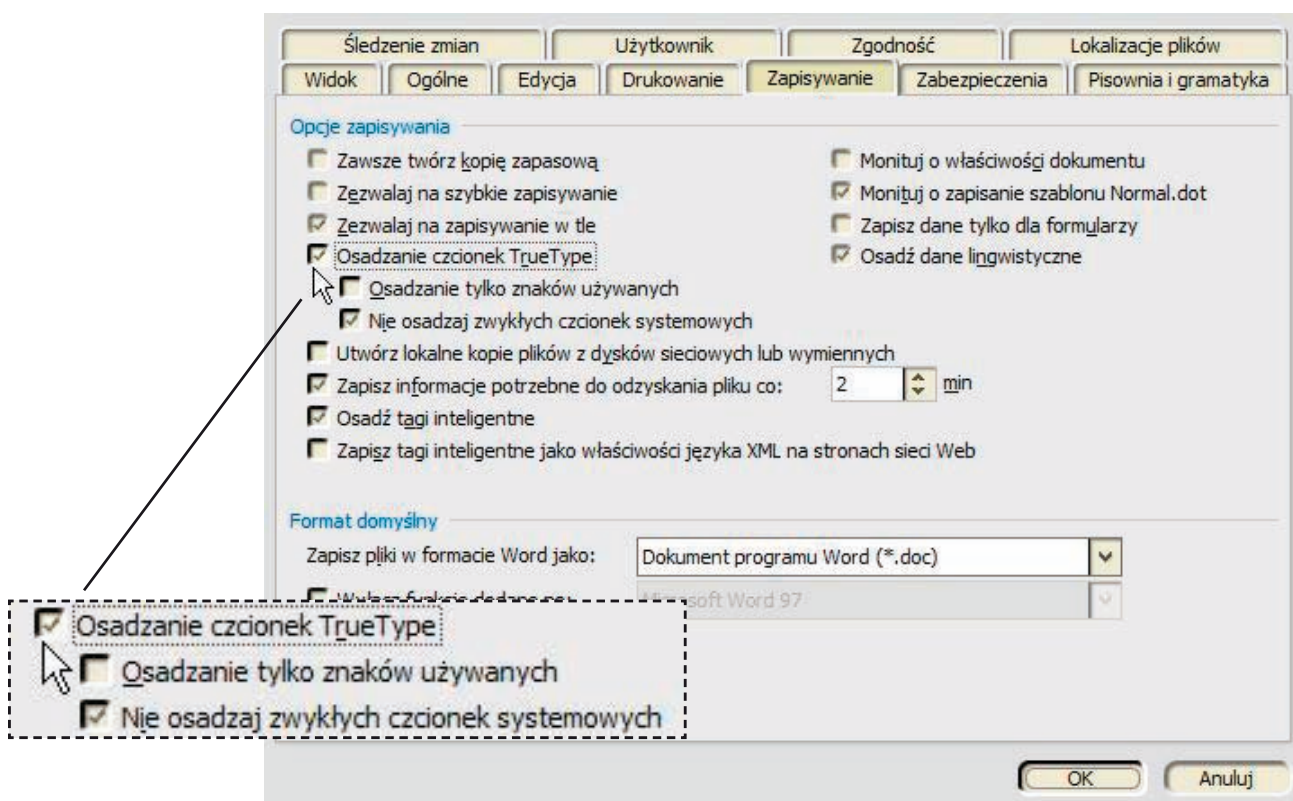 Śledzenie zmian Użytkownik Zgodność Lokalizacje plików
Widok Ogólne Edycja Drukowanie Zapisywanie Zabezpieczenia Pisownia i gramatyka
Opcje zapisywania
Zawsze twórz kopię zapasową Monituj o właściwości dokumentu
Zezwalaj na szybkie zapisywanie Monituj o zapisanie szablonu Normal.dot
Zezwalaj na zapisywanie w tle Zapisz dane tylko dla formularzy
Osadzanie czcionek TrueType Osadź dane lingwistyczne
Osadzanie tylko znaków używanych
Nie osadzaj zwykłych czcionek systemowych
Utwórz lokalne kopie plików z dysków sieciowych lub wymiennych
Zapisz informacje potrzebne do odzyskania pliku co: 2 min
Osadź tagi inteligentne
Zapisz tagi inteligentne jako właściwości języka XML na stronach sieci Web
Format domyślny
Zapisz pliki w formacie Word jako: Dokument programu Word (*.doc)
Microsoft Word 97
Osadzanie czcionek TrueType
Osadzanie tylko znaków używanych
Nie osadzaj zwykłych czcionek systemowych
OK Anuluj